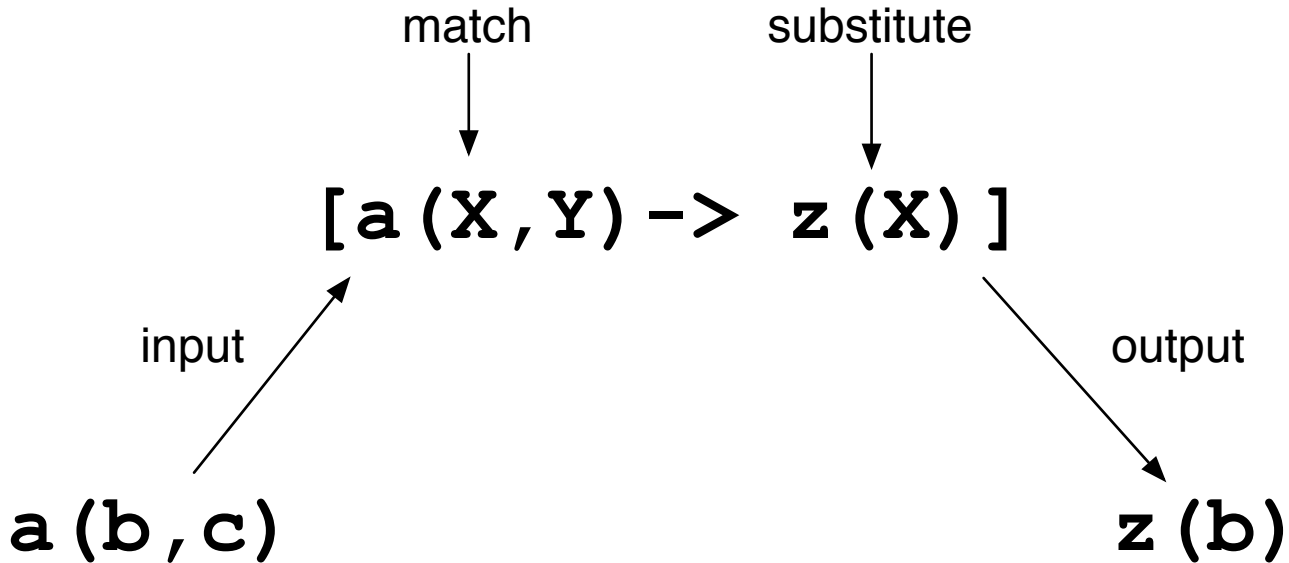 match substitute
[a(X,Y)-> z(X)]
input output
a(b,c) z(b)